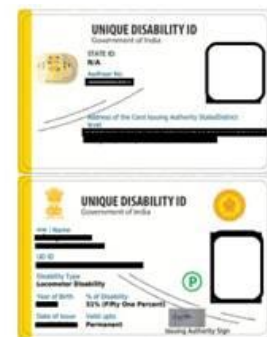 UNIQUE DISABILITY ID
Government of India
STATE ID:
N/A
Aadhaar No:
Address of the Card Issuing Authority State/District
level
UNIQUE DISABILITY ID
Government of India
Name
UD ID
Disability Type
Locomotor Disability
Year of Birth % of Disability
51% (Fifty One Percent)
Date of Issue Valid upto
Permanent
P
Issuing Authority Sign